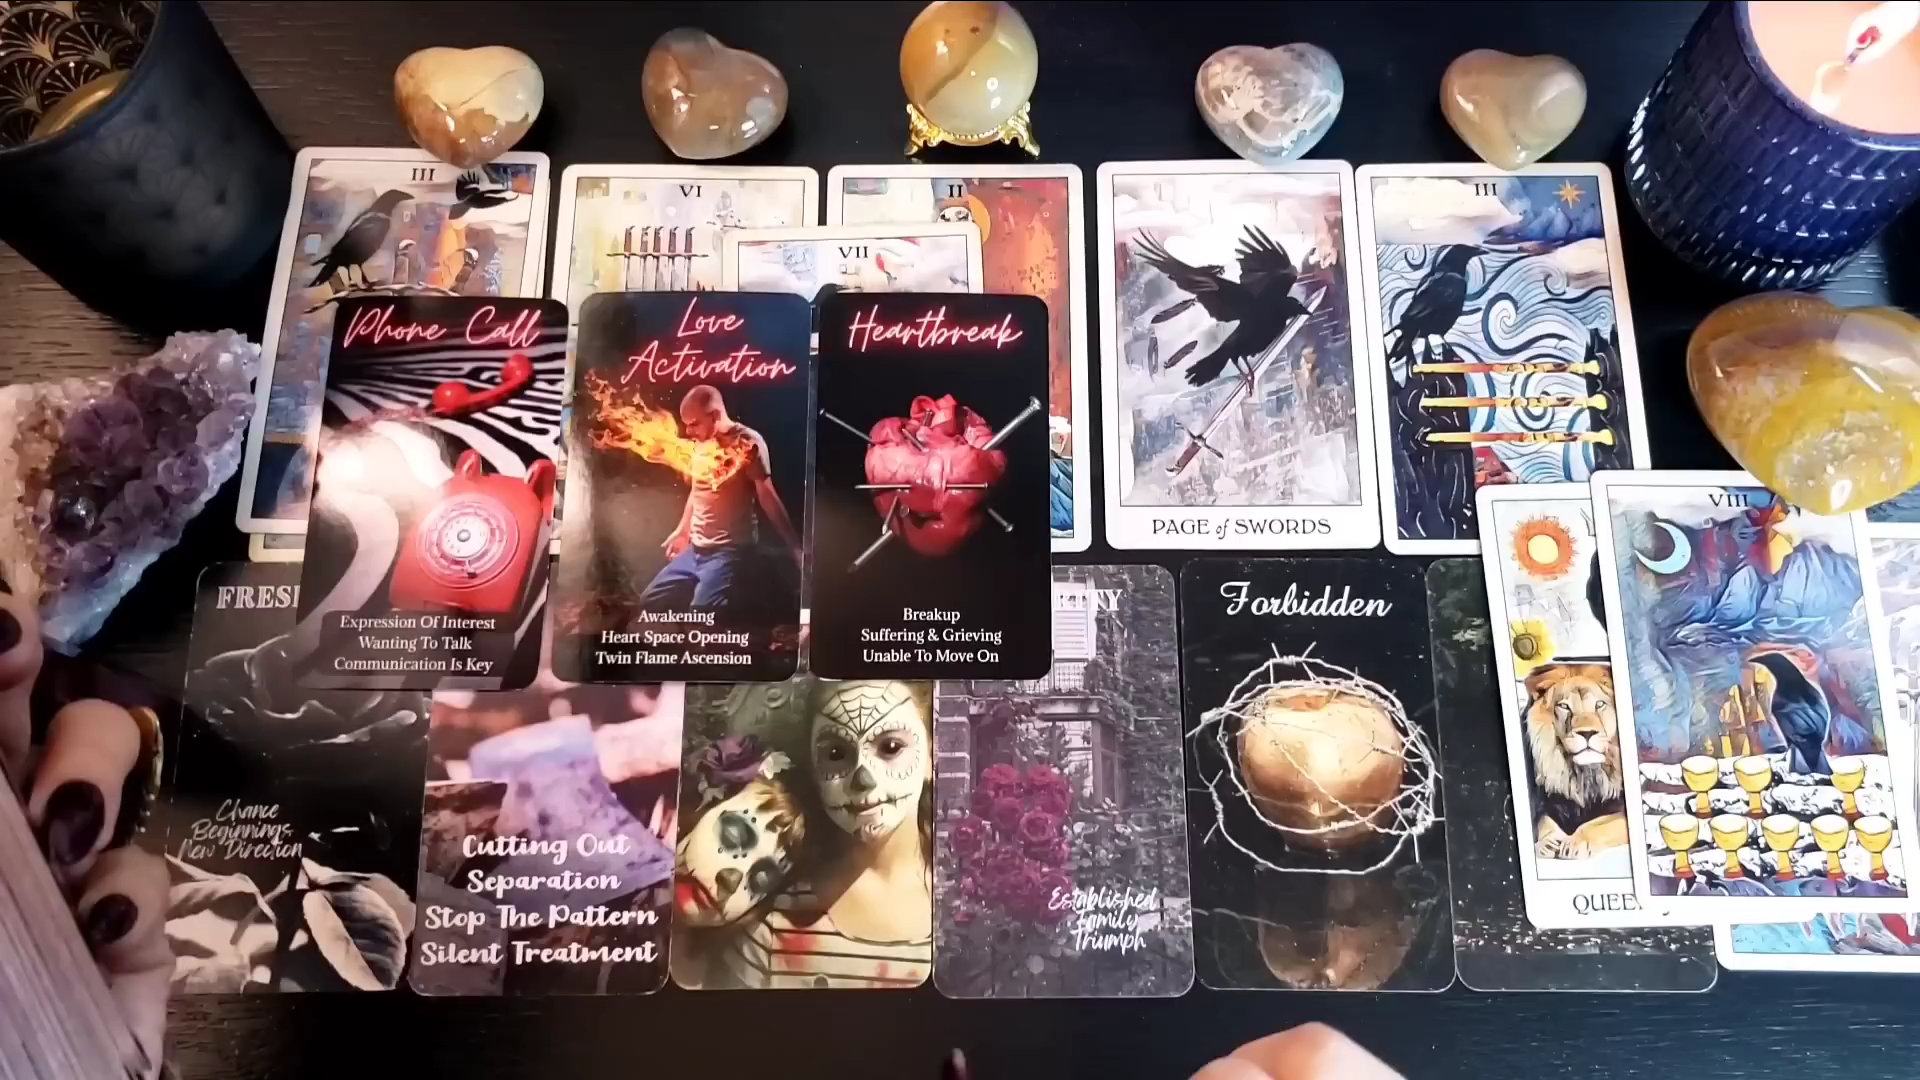 III
VI
II
VII
III
Phone Call
Expression Of Interest
Wanting To Talk
Communication Is Key
Love
Activation
Awakening
Heart Space Opening
Twin Flame Ascension
Heartbreak
Breakup
Suffering & Grieving
Unable To Move On
PAGE of SWORDS
VIII
Chance
Beginnings
New Direction
Cutting Out
Separation
Stop The Pattern
Silent Treatment
Established
Family
Triumph
Forbidden